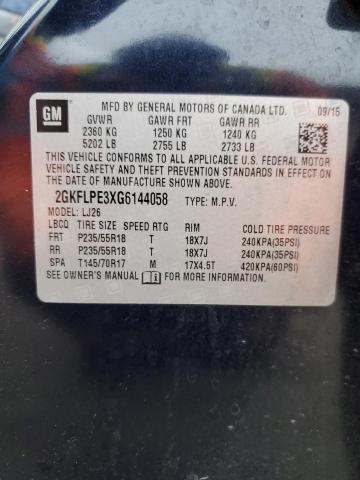 GM
MFD BY GENERAL MOTORS OF CANADA LTD. 09/15
GVWR GAWR FRT GAWR RR
2360 KG 1250 KG 1240 KG
5202 LB 2755 LB 2733 LB
THIS VEHICLE CONFORMS TO ALL APPLICABLE U.S. FEDERAL MOTOR
VEHICLE SAFETY, BUMPER, AND THEFT PREVENTION STANDARDS IN EFFECT ON THE
DATE OF MANUFACTURE SHOWN ABOVE.
2GKFLPE3XG6144058 TYPE: M.P.V.
MODEL: LJ26
LBCQ TIRE SIZE SPEED RTG RIM COLD TIRE PRESSURE
FRT P235/55R18 T 18X7J 240KPA(35PSI)
RR P235/55R18 T 18X7J 240KPA(35PSI)
SPA T145/70R17 M 17X4.5T 420KPA(60PSI)
SEE OWNER'S MANUAL FOR ADDITIONAL INFORMATION